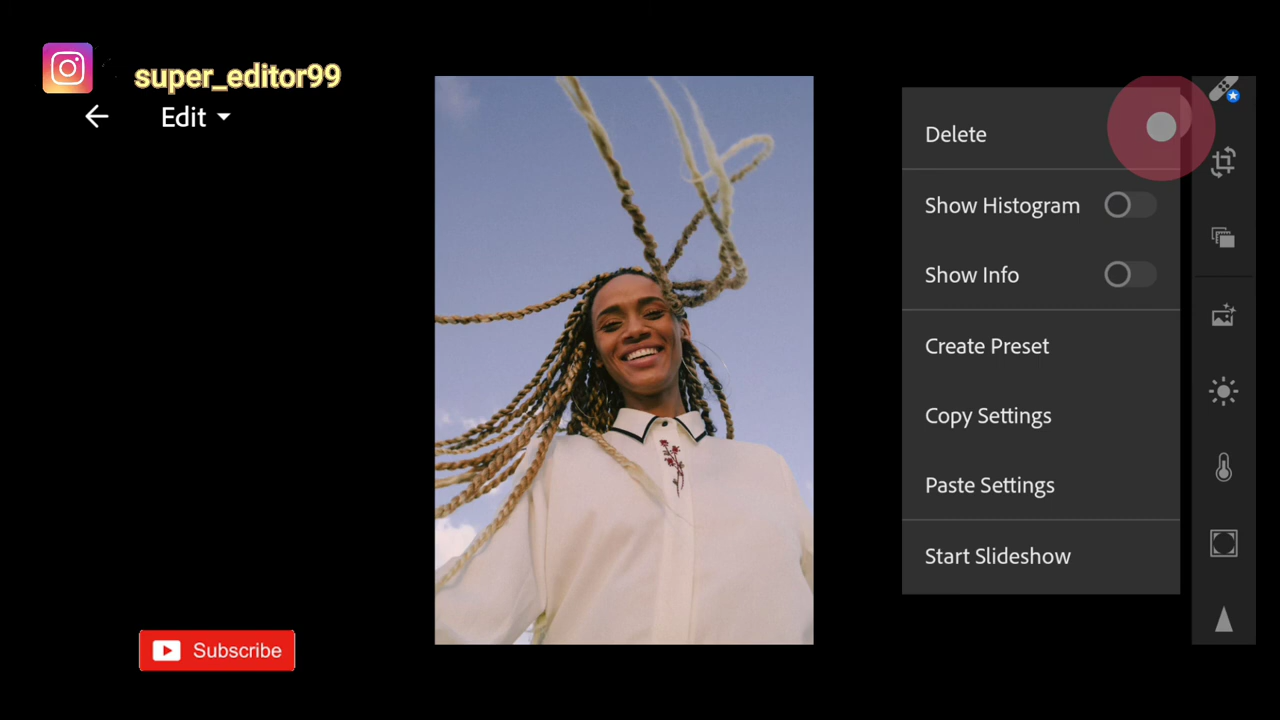 super_editor99
Edit
Delete
Show Histogram
Show Info
Create Preset
Copy Settings
Paste Settings
Start Slideshow
Subscribe